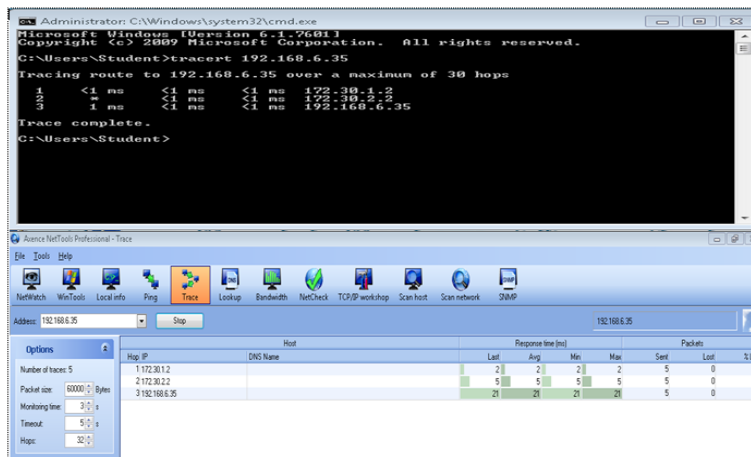 Administrator: C:\Windows\system32\cmd.exe
Microsoft Windows [Version 6.1.7601]
Copyright (c) 2009 Microsoft Corporation. All rights reserved.
C:\Users\Student>tracert 192.168.6.35
Tracing route to 192.168.6.35 over a maximum of 30 hops
1 <1 ms <1 ms <1 ms 172.30.1.2
2 * <1 ms <1 ms 172.30.2.2
3 1 ms <1 ms <1 ms 192.168.6.35
Trace complete.
C:\Users\Student>
Axence NetTools Professional - Trace
File Tools Help
NetWatch WinTools Local info Ping Trace Lookup Bandwidth NetCheck TCP/IP workshop Scan host Scan network SNMP
Address: 192.168.6.35 Stop 192.168.6.35
Options
Number of traces: 5
Packet size: 60000 Bytes
Monitoring time: 3 s
Timeout: 5 s
Hops: 32
Host Response time (ms) Packets
Hop IP DNS Name Last Avg Min Max Sent Lost
1 172.30.1.2 2 2 2 2 5 0
2 172.30.2.2 5 5 5 5 5 0
3 192.168.6.35 21 21 21 21 5 0